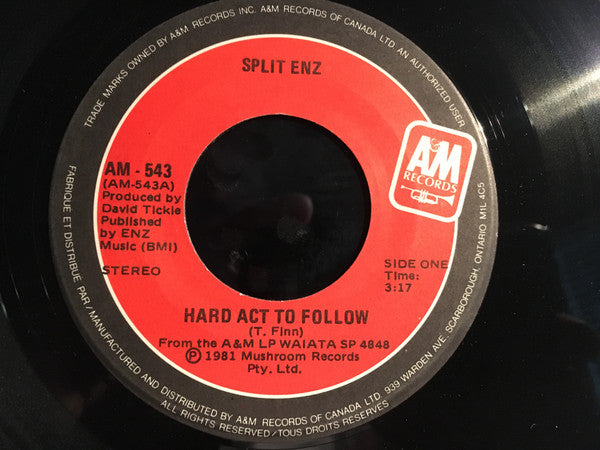 TRADE MARKS OWNED BY A&M RECORDS INC. A&M RECORDS OF CANADA LTD. AN AUTHORIZED USER
SPLIT ENZ
A&M
RECORDS
AM - 543
(AM-543A)
Produced by
David Tickle
Published
by ENZ
Music (BMI)
STEREO
SIDE ONE
Time:
3:17
HARD ACT TO FOLLOW
(T. Finn)
From the A&M LP WAIATA SP 4848
Ⓟ 1981 Mushroom Records
Pty. Ltd.
FABRIQUÉ ET DISTRIBUÉ PAR/MANUFACTURED AND DISTRIBUTED BY A&M RECORDS OF CANADA LTD. 939 WARDEN AVE. SCARBOROUGH, ONTARIO M1L 4C5
ALL RIGHTS RESERVED/TOUS DROITS RESERVÉS